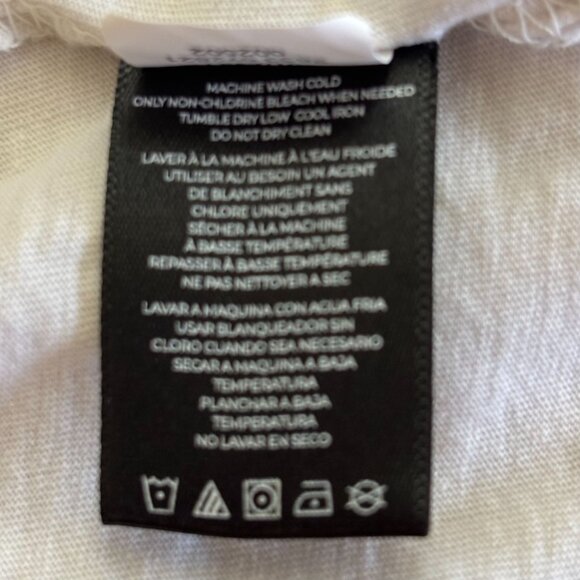 MACHINE WASH COLD
ONLY NON-CHLORINE BLEACH WHEN NEEDED
TUMBLE DRY LOW COOL IRON
DO NOT DRY CLEAN
LAVER À LA MACHINE À L'EAU FROIDE
UTILISER AU BESOIN UN AGENT
DE BLANCHIMENT SANS
CHLORE UNIQUEMENT
SÉCHER À LA MACHINE
À BASSE TEMPÉRATURE
REPASSER À BASSE TEMPÉRATURE
NE PAS NETTOYER A SEC
LAVAR A MAQUINA CON AGUA FRIA
USAR BLANQUEADOR SIN
CLORO CUANDO SEA NECESARIO
SECAR A MAQUINA A BAJA
TEMPERATURA
PLANCHAR A BAJA
TEMPERATURA
NO LAVAR EN SECO